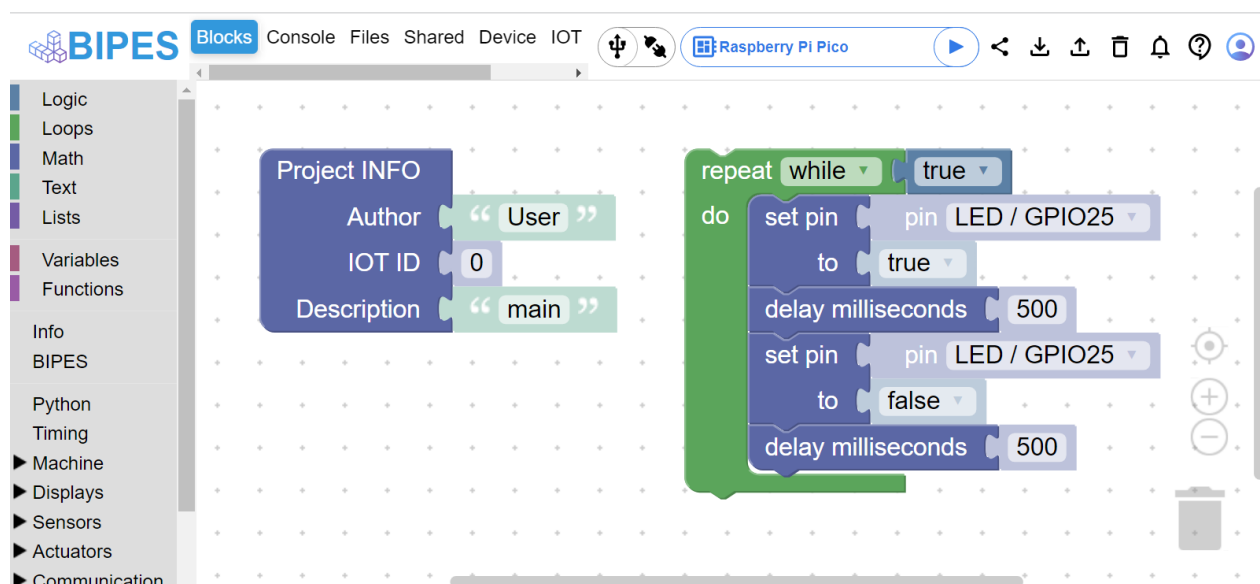 BIPES
Blocks Console Files Shared Device IOT
Raspberry Pi Pico
Logic
Loops
Math
Text
Lists
Variables
Functions
Info
BIPES
Python
Timing
Machine
Displays
Sensors
Actuators
Communication
Project INFO
Author “ User ”
IOT ID 0
Description “ main ”
repeat while true
do set pin pin LED / GPIO25
to true
delay milliseconds 500
set pin pin LED / GPIO25
to false
delay milliseconds 500